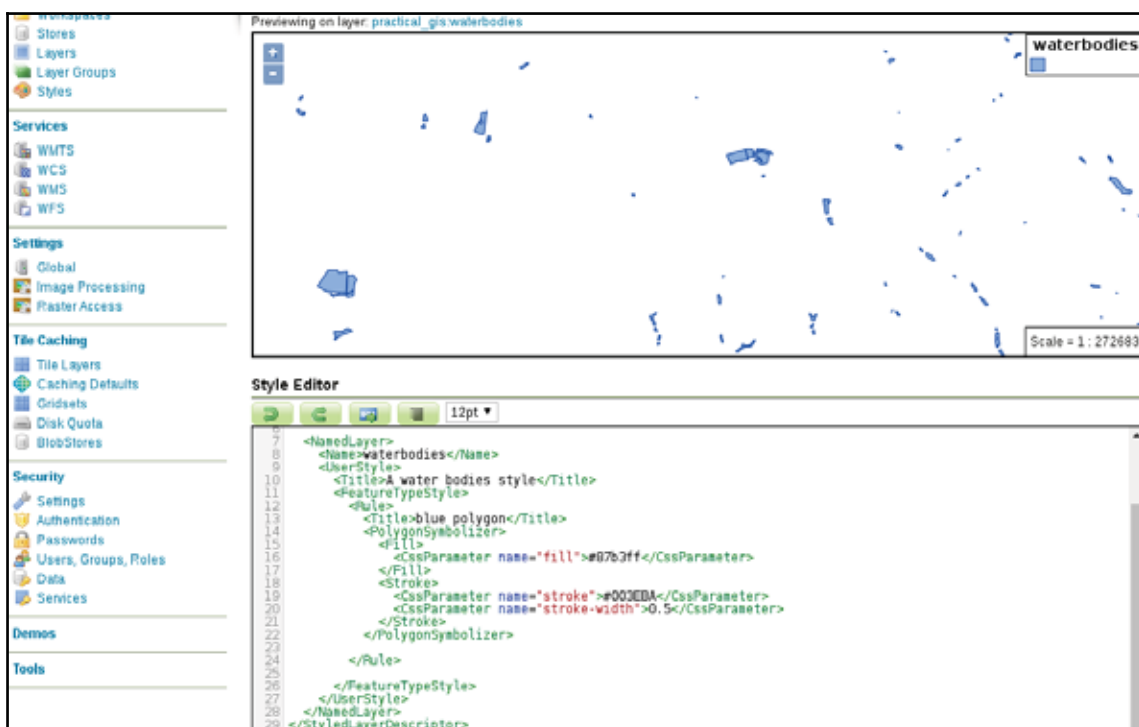 Workspaces
Stores
Layers
Layer Groups
Styles
Services
WMTS
WCS
WMS
WFS
Settings
Global
Image Processing
Raster Access
Tile Caching
Tile Layers
Caching Defaults
Gridsets
Disk Quota
BlobStores
Security
Settings
Authentication
Passwords
Users, Groups, Roles
Data
Services
Demos
Tools
Previewing on layer: practical_gis:waterbodies
+
-
waterbodies
Scale = 1 : 272683
Style Editor
12pt
6
7 <NamedLayer>
8 <Name>waterbodies</Name>
9 <UserStyle>
10 <Title>A water bodies style</Title>
11 <FeatureTypeStyle>
12 <Rule>
13 <Title>blue polygon</Title>
14 <PolygonSymbolizer>
15 <Fill>
16 <CssParameter name="fill">#87b3ff</CssParameter>
17 </Fill>
18 <Stroke>
19 <CssParameter name="stroke">#003EBA</CssParameter>
20 <CssParameter name="stroke-width">0.5</CssParameter>
21 </Stroke>
22 </PolygonSymbolizer>
23
24 </Rule>
25
26 </FeatureTypeStyle>
27 </UserStyle>
28 </NamedLayer>
29 </StyledLayerDescriptor>